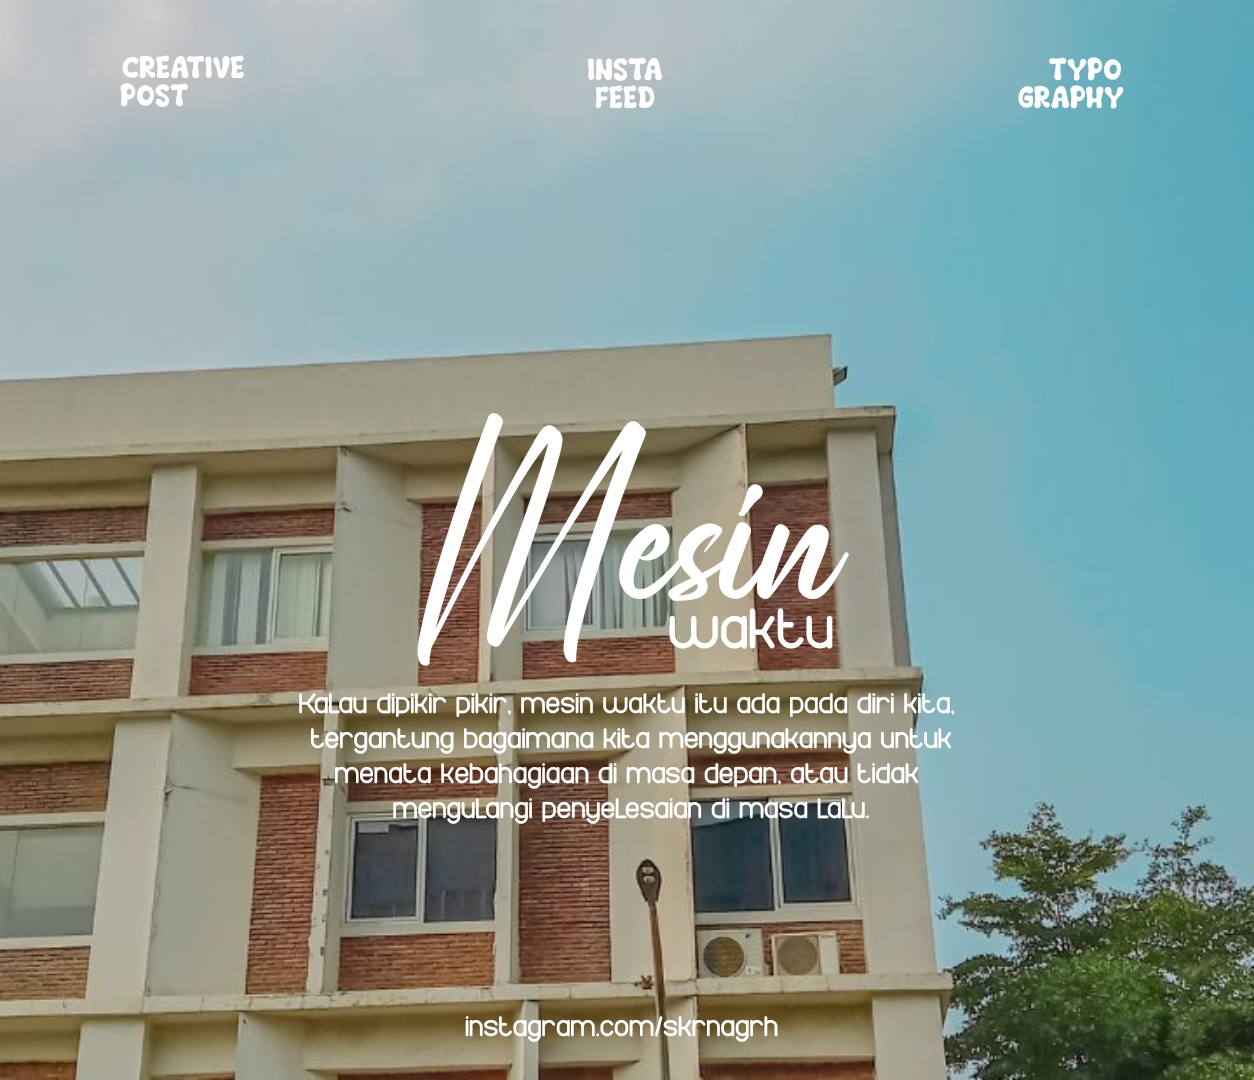 CREATIVE
POST
INSTA
FEED
TYPO
GRAPHY
Mesin
waktu
Kalau dipikir pikir, mesin waktu itu ada pada diri kita,
tergantung bagaimana kita menggunakannya untuk
menata kebahagiaan di masa depan, atau tidak
mengulangi penyelesaian di masa lalu.
instagram.com/skrnagrh